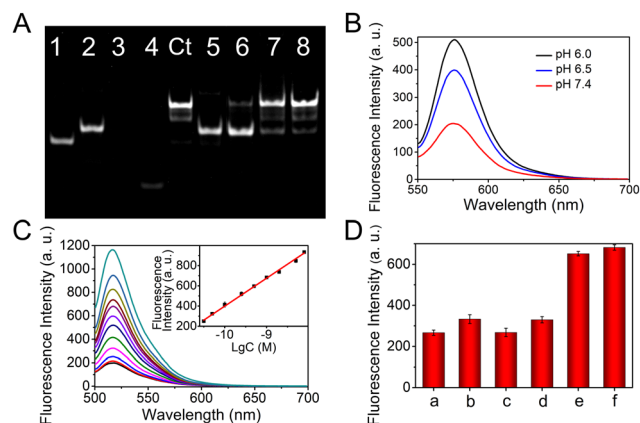 A
1 2 3 4 Ct 5 6 7 8
B
Fluorescence Intensity (a. u.)
500
400
300
200
100
0
pH 6.0
pH 6.5
pH 7.4
550 600 650 700
Wavelength (nm)
C
Fluorescence Intensity (a. u.)
1200
1000
800
600
400
200
0
Fluorescence
Intensity (a. u.)
800
600
400
200
-10 -9
LgC (M)
500 550 600 650 700
Wavelength (nm)
D
Fluorescence Intensity (a. u.)
600
300
0
a b c d e f